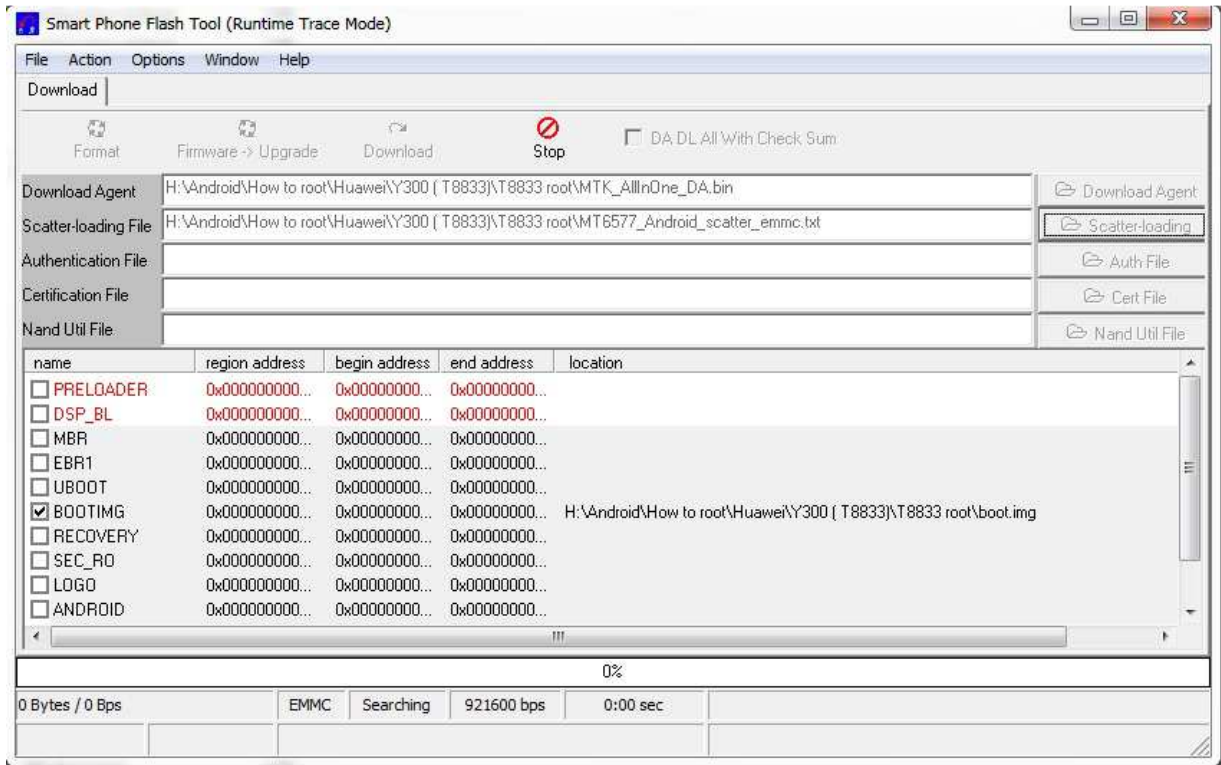 Smart Phone Flash Tool (Runtime Trace Mode)
File Action Options Window Help
Download
Format Firmware -> Upgrade Download Stop DA DL All With Check Sum
Download Agent H:\Android\How to root\Huawei\Y300 ( T8833)\T8833 root\MTK_AllInOne_DA.bin Download Agent
Scatter-loading File H:\Android\How to root\Huawei\Y300 ( T8833)\T8833 root\MT6577_Android_scatter_emmc.txt Scatter-loading
Authentication File Auth File
Certification File Cert File
Nand Util File Nand Util File
name region address begin address end address location
PRELOADER 0x000000000... 0x00000000... 0x00000000...
DSP_BL 0x000000000... 0x00000000... 0x00000000...
MBR 0x000000000... 0x00000000... 0x00000000...
EBR1 0x000000000... 0x00000000... 0x00000000...
UBOOT 0x000000000... 0x00000000... 0x00000000...
BOOTIMG 0x000000000... 0x00000000... 0x00000000... H:\Android\How to root\Huawei\Y300 ( T8833)\T8833 root\boot.img
RECOVERY 0x000000000... 0x00000000... 0x00000000...
SEC_RO 0x000000000... 0x00000000... 0x00000000...
LOGO 0x000000000... 0x00000000... 0x00000000...
ANDROID 0x000000000... 0x00000000... 0x00000000...
0%
0 Bytes / 0 Bps EMMC Searching 921600 bps 0:00 sec